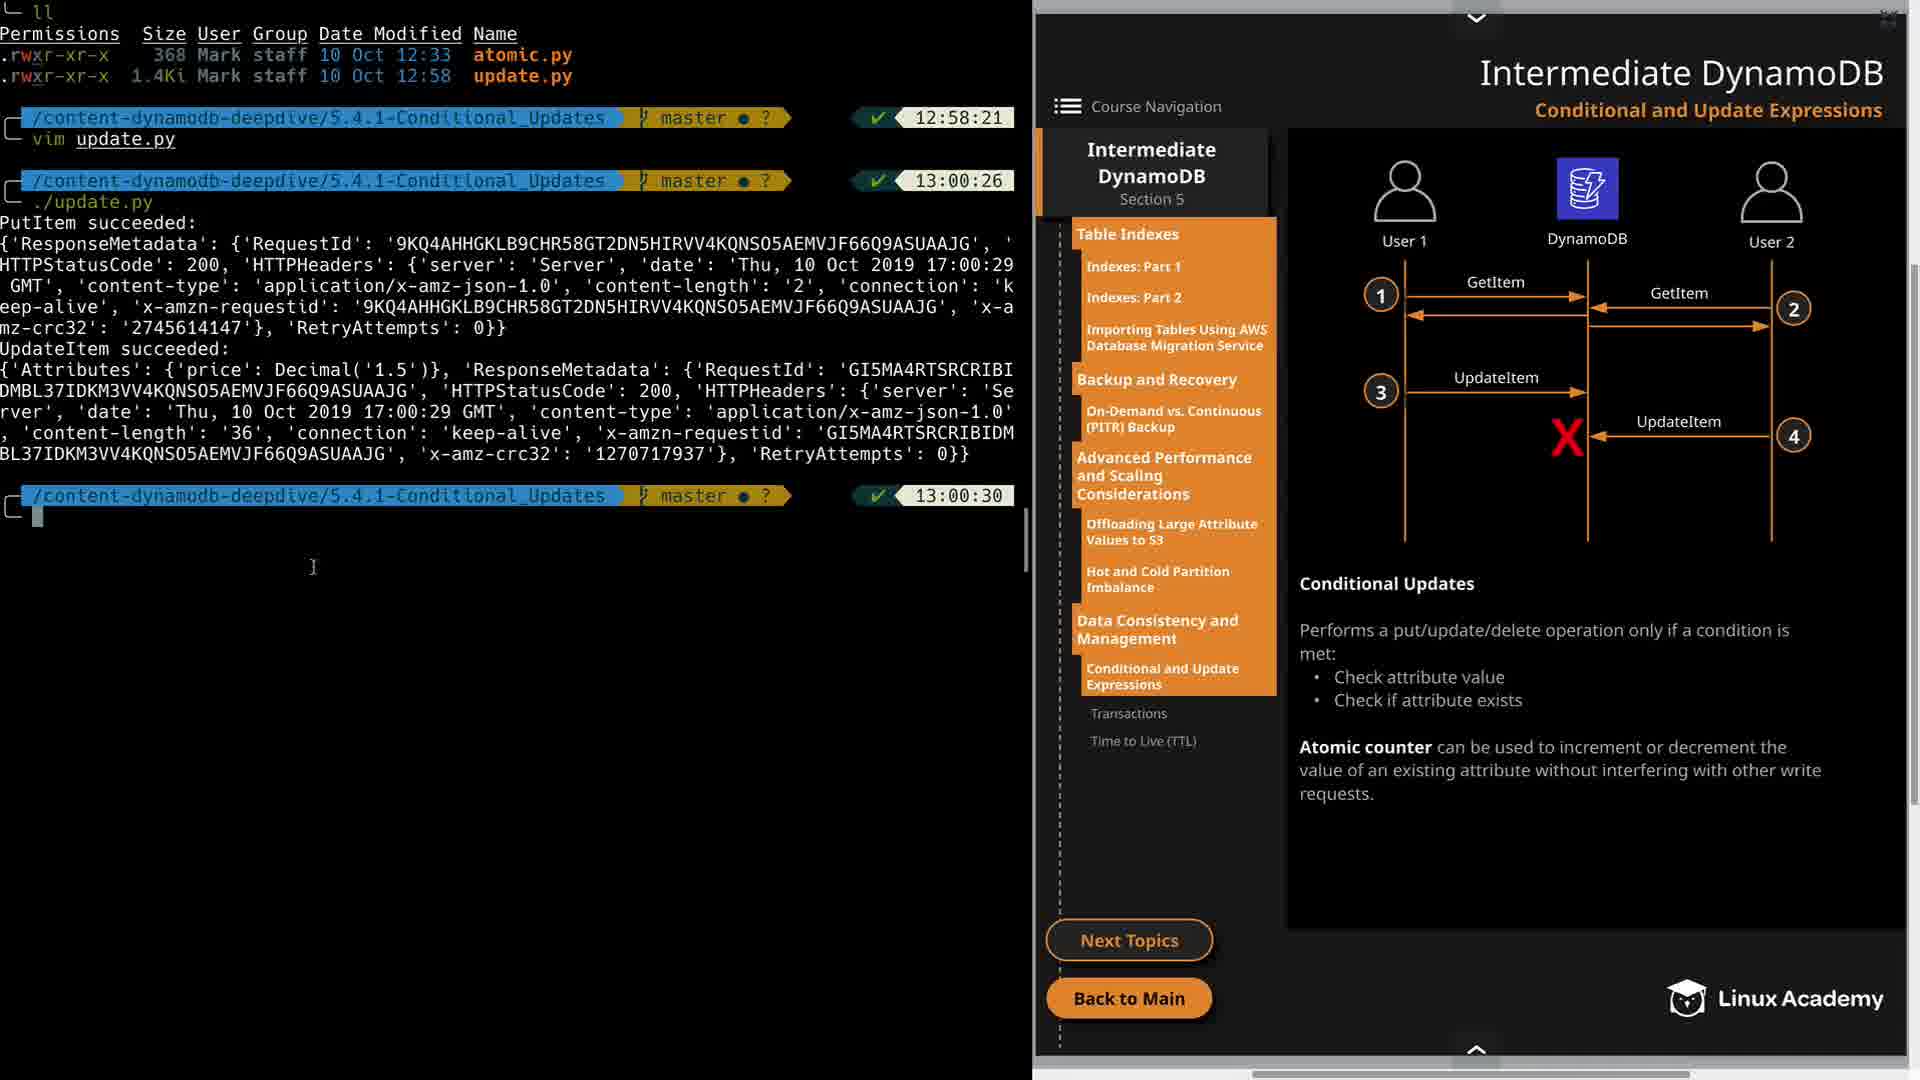 ll
Permissions Size User Group Date Modified Name
.rwxr-xr-x 368 Mark staff 10 Oct 12:33 atomic.py
.rwxr-xr-x 1.4Ki Mark staff 10 Oct 12:58 update.py
/content-dynamodb-deepdive/5.4.1-Conditional_Updates master ● ? ✔ 12:58:21
vim update.py
/content-dynamodb-deepdive/5.4.1-Conditional_Updates master ● ? ✔ 13:00:26
./update.py
PutItem succeeded:
{'ResponseMetadata': {'RequestId': '9KQ4AHHGKLB9CHR58GT2DN5HIRVV4KQNSO5AEMVJF66Q9ASUAAJG', '
HTTPStatusCode': 200, 'HTTPHeaders': {'server': 'Server', 'date': 'Thu, 10 Oct 2019 17:00:29
GMT', 'content-type': 'application/x-amz-json-1.0', 'content-length': '2', 'connection': 'k
eep-alive', 'x-amzn-requestid': '9KQ4AHHGKLB9CHR58GT2DN5HIRVV4KQNSO5AEMVJF66Q9ASUAAJG', 'x-a
mz-crc32': '2745614147'}, 'RetryAttempts': 0}}
UpdateItem succeeded:
{'Attributes': {'price': Decimal('1.5')}, 'ResponseMetadata': {'RequestId': 'GI5MA4RTSRCRIBI
DMBL37IDKM3VV4KQNSO5AEMVJF66Q9ASUAAJG', 'HTTPStatusCode': 200, 'HTTPHeaders': {'server': 'Se
rver', 'date': 'Thu, 10 Oct 2019 17:00:29 GMT', 'content-type': 'application/x-amz-json-1.0'
, 'content-length': '36', 'connection': 'keep-alive', 'x-amzn-requestid': 'GI5MA4RTSRCRIBIDM
BL37IDKM3VV4KQNSO5AEMVJF66Q9ASUAAJG', 'x-amz-crc32': '1270717937'}, 'RetryAttempts': 0}}
/content-dynamodb-deepdive/5.4.1-Conditional_Updates master ● ? ✔ 13:00:30
Intermediate DynamoDB
Conditional and Update Expressions
Course Navigation
Intermediate
DynamoDB
Section 5
Table Indexes
Indexes: Part 1
Indexes: Part 2
Importing Tables Using AWS
Database Migration Service
Backup and Recovery
On-Demand vs. Continuous
(PITR) Backup
Advanced Performance
and Scaling
Considerations
Offloading Large Attribute
Values to S3
Hot and Cold Partition
Imbalance
Data Consistency and
Management
Conditional and Update
Expressions
Transactions
Time to Live (TTL)
Next Topics
Back to Main
User 1
DynamoDB
User 2
1
GetItem
GetItem
2
3
UpdateItem
X
UpdateItem
4
Conditional Updates
Performs a put/update/delete operation only if a condition is
met:
• Check attribute value
• Check if attribute exists
Atomic counter can be used to increment or decrement the
value of an existing attribute without interfering with other write
requests.
Linux Academy